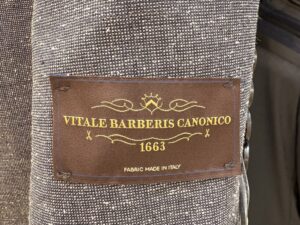 VITALE BARBERIS CANONICO
1663
FABRIC MADE IN ITALY